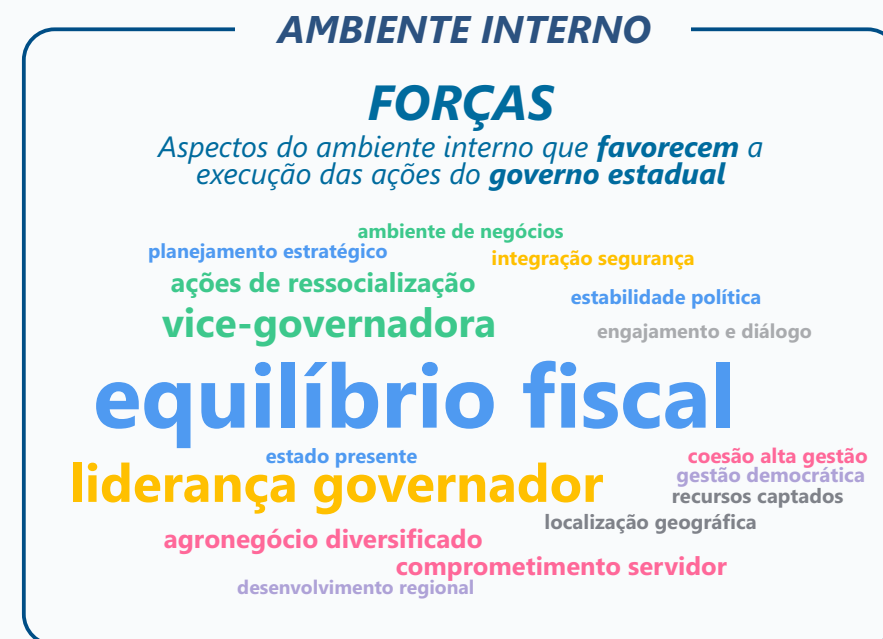 AMBIENTE INTERNO
FORÇAS
Aspectos do ambiente interno que favorecem a
execução das ações do governo estadual
ambiente de negócios
planejamento estratégico
integração segurança
ações de ressocialização
estabilidade política
vice-governadora
engajamento e diálogo
equilíbrio fiscal
estado presente
coesão alta gestão
liderança governador
gestão democrática
recursos captados
localização geográfica
agronegócio diversificado
comprometimento servidor
desenvolvimento regional